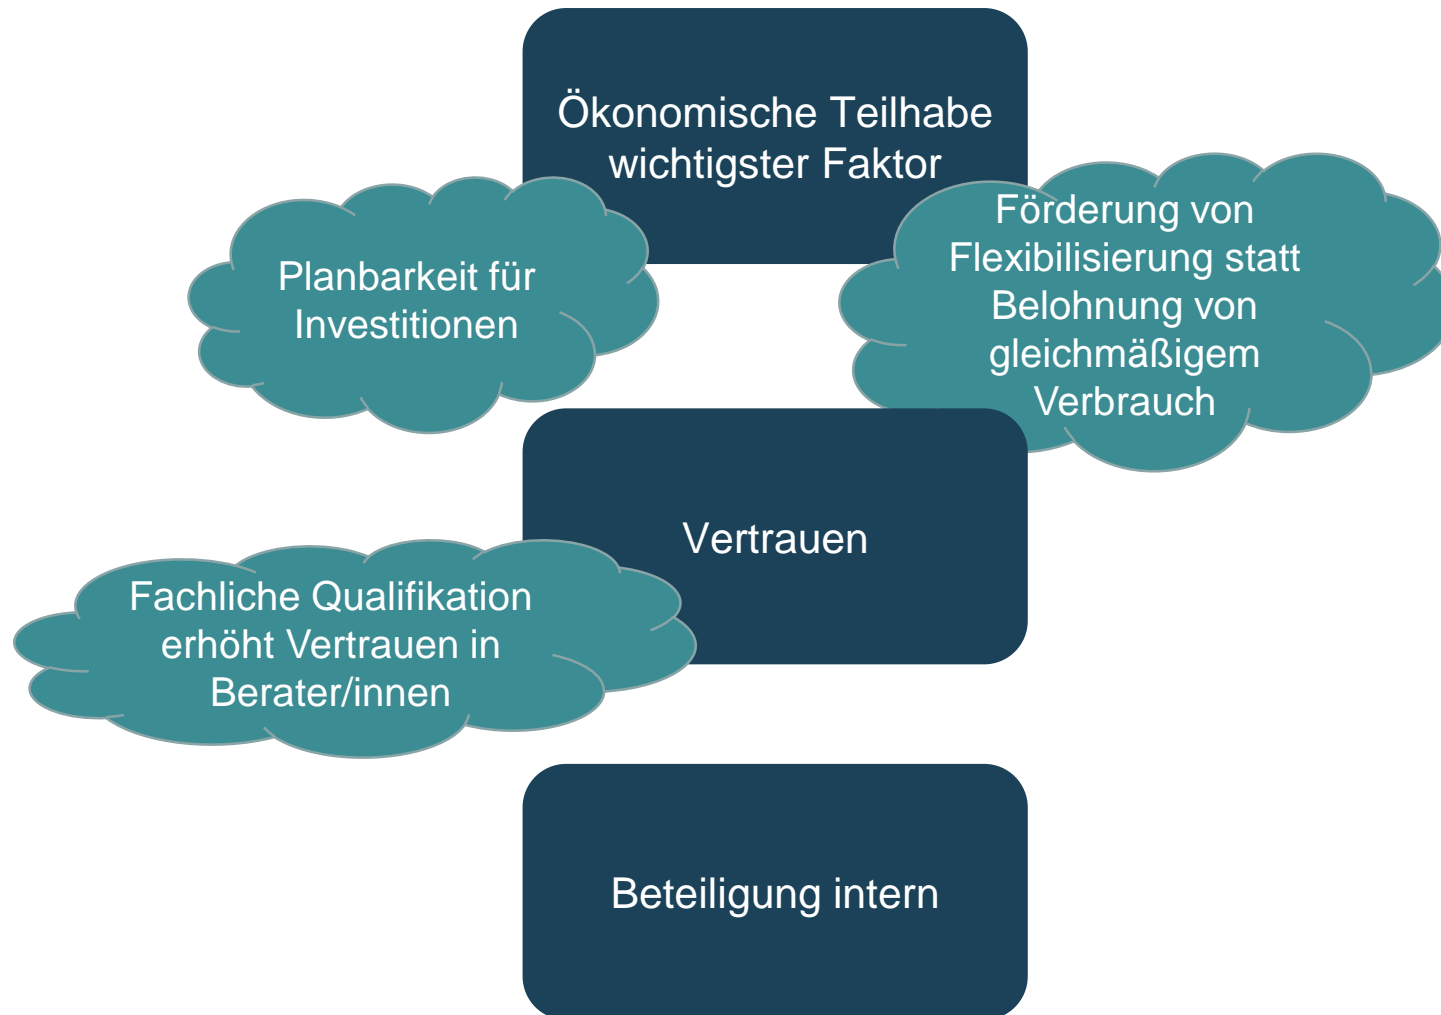 Ökonomische Teilhabe
wichtigster Faktor
Planbarkeit für
Investitionen
Förderung von
Flexibilisierung statt
Belohnung von
gleichmäßigem
Verbrauch
Vertrauen
Fachliche Qualifikation
erhöht Vertrauen in
Berater/innen
Beteiligung intern